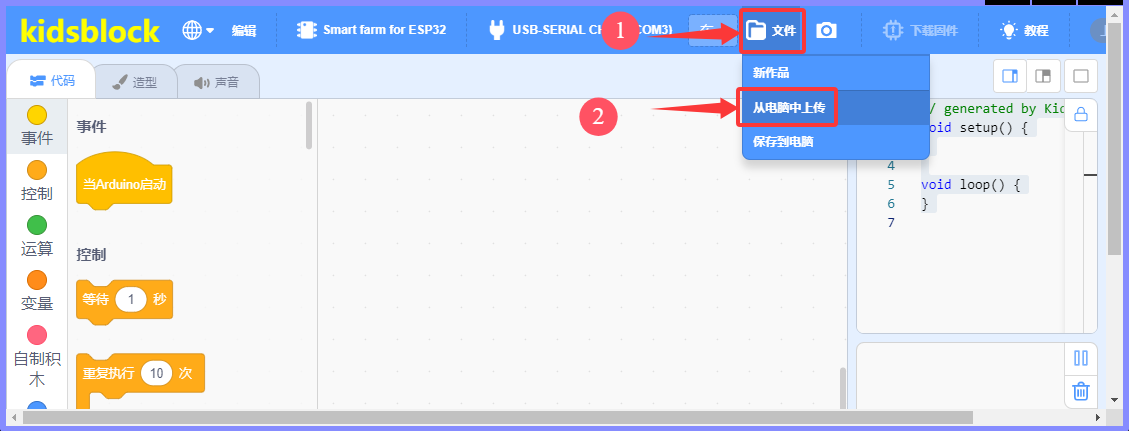 kidsblock 编辑 Smart farm for ESP32 USB-SERIAL CH COM3) 1 文件 下载固件 教程
代码 造型 声音
新作品
2 从电脑中上传
保存到电脑
事件
控制
运算
变量
自制积木
事件
当Arduino启动
控制
等待 1 秒
重复执行 10 次
/ generated by Kid
oid setup() {
4
5 void loop() {
6 }
7